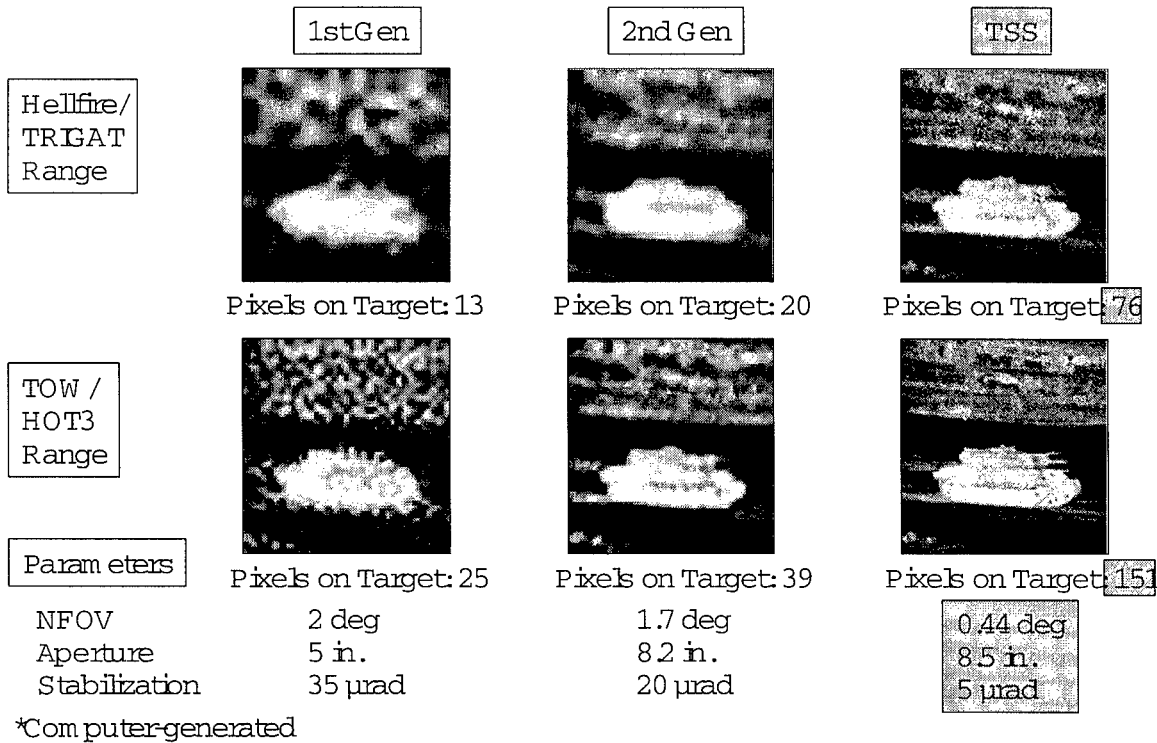 1st Gen 2nd Gen TSS
Hellfire/
TRIGAT
Range
Pixels on Target: 13 Pixels on Target: 20 Pixels on Target: 76
TOW /
HOT3
Range
Pixels on Target: 25 Pixels on Target: 39 Pixels on Target: 151
Parameters
NFOV 2 deg 1.7 deg 0.44 deg
Aperture 5 in. 8.2 in. 8.5 in.
Stabilization 35 μrad 20 μrad 5 μrad
*Computer-generated